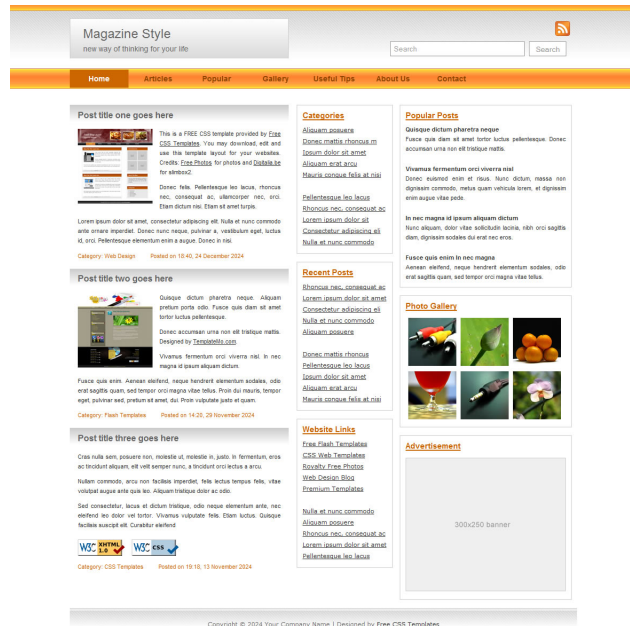 Magazine Style
new way of thinking for your life
Search
Search
Home
Articles
Popular
Gallery
Useful Tips
About Us
Contact
Post title one goes here
This is a FREE CSS template provided by Free
CSS Templates. You may download, edit and
use this template layout for your websites.
Credits: Free Photos for photos and Digitala.be
for slimbox2.
Donec felis. Pellentesque leo lacus, rhoncus
nec, consequat ac, ullamcorper nec, orci.
Etiam dictum nisi. Etiam sit amet turpis.
Lorem ipsum dolor sit amet, consectetur adipiscing elit. Nulla et nunc commodo
ante ornare imperdiet. Donec nunc neque, pulvinar a, vestibulum eget, luctus
id, orci. Pellentesque elementum enim a augue. Donec in nisi.
Category: Web Design
Posted on 18:40, 24 December 2024
Post title two goes here
Quisque dictum pharetra neque. Aliquam
pretium porta odio. Fusce quis diam sit amet
tortor luctus pellentesque.
Donec accumsan urna non elit tristique mattis.
Designed by TemplateMo.com.
Vivamus fermentum orci viverra nisl. In nec
magna id ipsum aliquam dictum.
Fusce quis enim. Aenean eleifend, neque hendrerit elementum sodales, odio
erat sagittis quam, sed tempor orci magna vitae tellus. Proin dui mauris, tempor
eget, pulvinar sed, pretium sit amet, dui. Proin vulputate justo et quam.
Category: Flash Templates
Posted on 14:20, 29 November 2024
Post title three goes here
Cras nulla sem, posuere non, molestie ut, molestie in, justo. In fermentum, eros
ac tincidunt aliquam, elit velit semper nunc, a tincidunt orci lectus a arcu.
Nullam commodo, arcu non facilisis imperdiet, felis lectus tempus felis, vitae
volutpat augue ante quis leo. Aliquam tristique dolor ac odio.
Sed consectetur, lacus et dictum tristique, odio neque elementum ante, nec
eleifend leo dolor vel tortor. Vivamus vulputate felis. Etiam luctus. Quisque
facilisis suscipit elit. Curabitur eleifend
W3C XHTML 1.0
W3C CSS
Category: CSS Templates
Posted on 19:18, 13 November 2024
Categories
Aliquam posuere
Donec mattis rhoncus m
Ipsum dolor sit amet
Aliquam erat arcu
Mauris congue felis at nisi
Pellentesque leo lacus
Rhoncus nec, consequat ac
Lorem ipsum dolor sit
Consectetur adipiscing eli
Nulla et nunc commodo
Recent Posts
Rhoncus nec, consequat ac
Lorem ipsum dolor sit amet
Consectetur adipiscing eli
Nulla et nunc commodo
Aliquam posuere
Donec mattis rhoncus
Pellentesque leo lacus
Ipsum dolor sit amet
Aliquam erat arcu
Mauris congue felis at nisi
Website Links
Free Flash Templates
CSS Web Templates
Royalty Free Photos
Web Design Blog
Premium Templates
Nulla et nunc commodo
Aliquam posuere
Rhoncus nec, consequat ac
Lorem ipsum dolor sit amet
Pellentesque leo lacus
Popular Posts
Quisque dictum pharetra neque
Fusce quis diam sit amet tortor luctus pellentesque. Donec
accumsan urna non elit tristique mattis.
Vivamus fermentum orci viverra nisl
Donec euismod enim et risus. Nunc dictum, massa non
dignissim commodo, metus quam vehicula lorem, et dignissim
enim augue vitae pede.
In nec magna id ipsum aliquam dictum
Nunc aliquam, dolor vitae sollicitudin lacinia, nibh orci sagittis
diam, dignissim sodales dui erat nec eros.
Fusce quis enim In nec magna
Aenean eleifend, neque hendrerit elementum sodales, odio
erat sagittis quam, sed tempor orci magna vitae tellus.
Photo Gallery
Advertisement
300x250 banner
Copyright © 2024 Your Company Name | Designed by Free CSS Templates